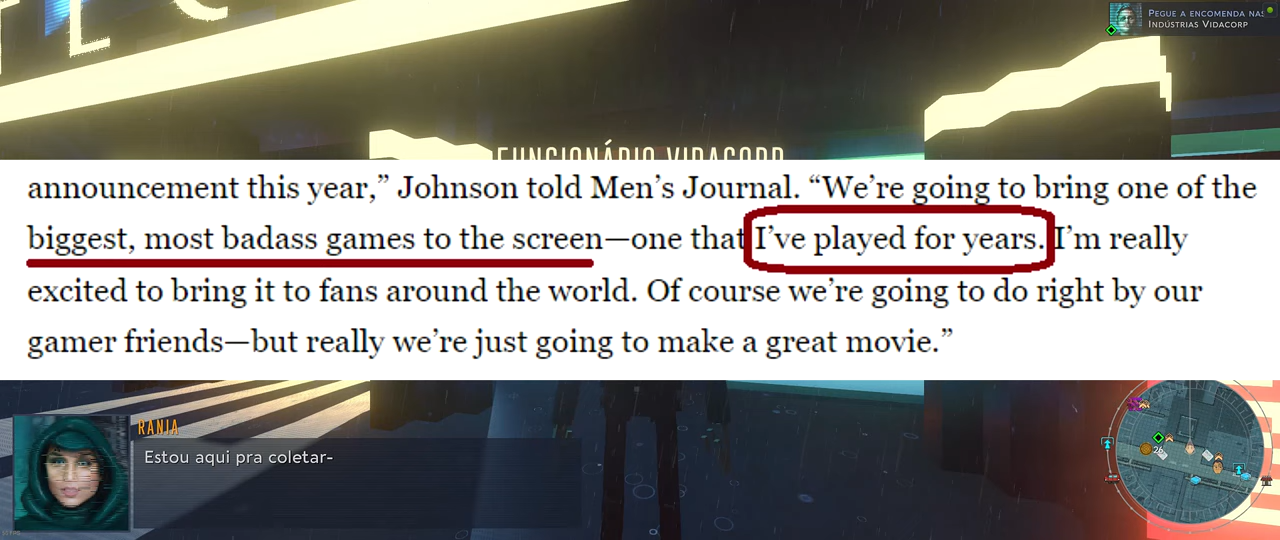 PEGUE A ENCOMENDA NAS
INDÚSTRIAS VIDACORP
FUNCIONÁRIO VIDACORP
announcement this year,” Johnson told Men’s Journal. “We’re going to bring one of the
biggest, most badass games to the screen—one that I’ve played for years. I’m really
excited to bring it to fans around the world. Of course we’re going to do right by our
gamer friends—but really we’re just going to make a great movie.”
RANIA
Estou aqui pra coletar-
26